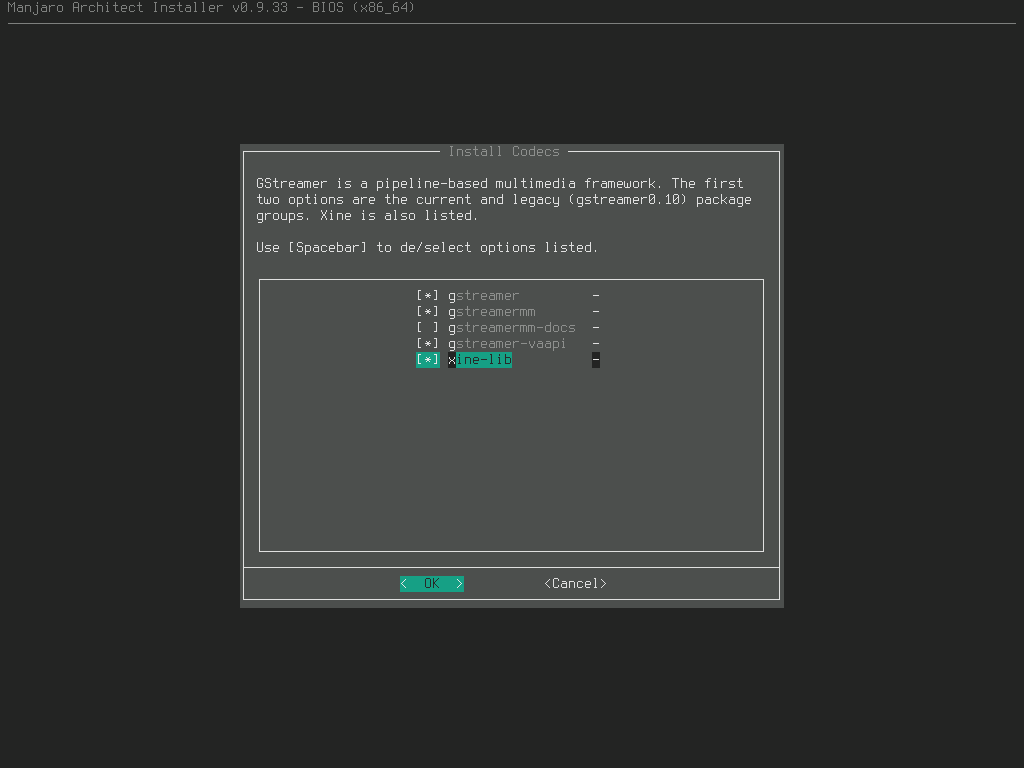 Manjaro Architect Installer v0.9.33 - BIOS (x86_64)
Install Codecs
GStreamer is a pipeline-based multimedia framework. The first
two options are the current and legacy (gstreamer0.10) package
groups. Xine is also listed.
Use [Spacebar] to de/select options listed.
[*] gstreamer -
[*] gstreamermm -
[ ] gstreamermm-docs -
[*] gstreamer-vaapi -
[*] xine-lib -
< OK > <Cancel>